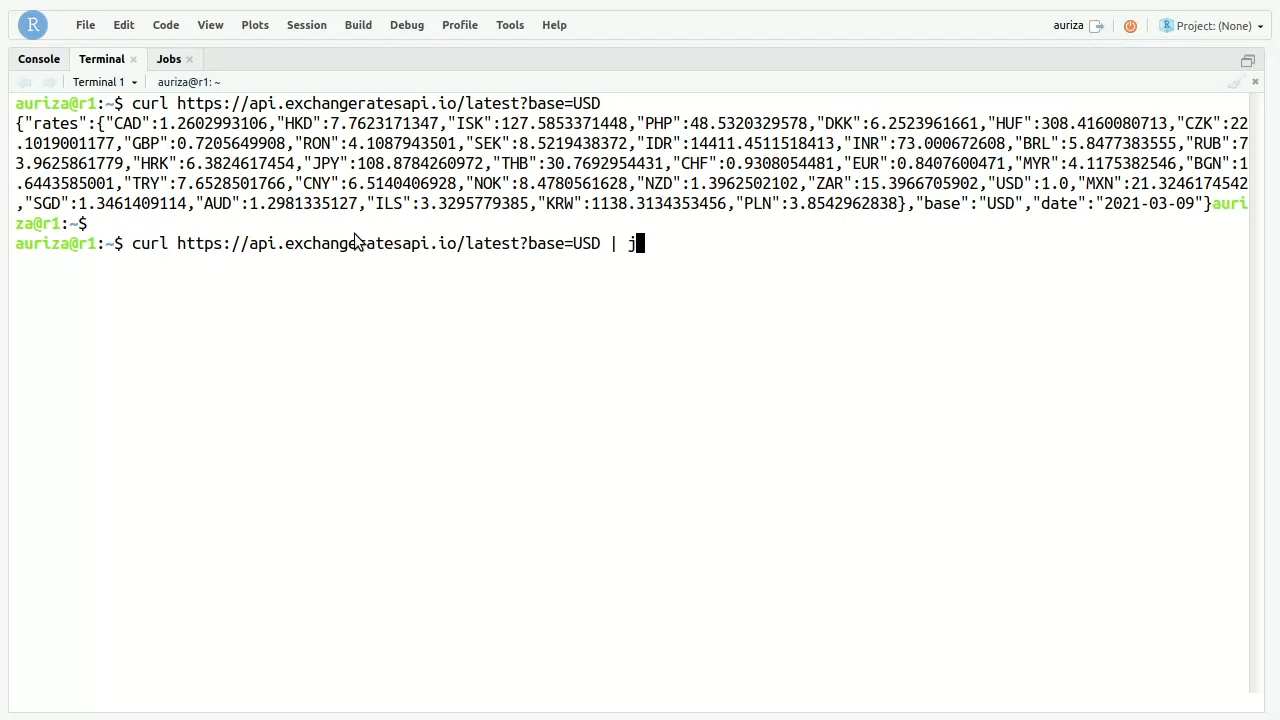 R File Edit Code View Plots Session Build Debug Profile Tools Help auriza R Project: (None)
Console Terminal × Jobs ×
Terminal 1 auriza@r1: ~
auriza@r1:~$ curl https://api.exchangeratesapi.io/latest?base=USD
{"rates":{"CAD":1.2602993106,"HKD":7.7623171347,"ISK":127.5853371448,"PHP":48.5320329578,"DKK":6.2523961661,"HUF":308.4160080713,"CZK":22
.1019001177,"GBP":0.7205649908,"RON":4.1087943501,"SEK":8.5219438372,"IDR":14411.4511518413,"INR":73.000672608,"BRL":5.8477383555,"RUB":7
3.9625861779,"HRK":6.3824617454,"JPY":108.8784260972,"THB":30.7692954431,"CHF":0.9308054481,"EUR":0.8407600471,"MYR":4.1175382546,"BGN":1
.6443585001,"TRY":7.6528501766,"CNY":6.5140406928,"NOK":8.4780561628,"NZD":1.3962502102,"ZAR":15.3966705902,"USD":1.0,"MXN":21.3246174542
,"SGD":1.3461409114,"AUD":1.2981335127,"ILS":3.3295779385,"KRW":1138.3134353456,"PLN":3.8542962838},"base":"USD","date":"2021-03-09"}auri
za@r1:~$
auriza@r1:~$ curl https://api.exchangeratesapi.io/latest?base=USD | j